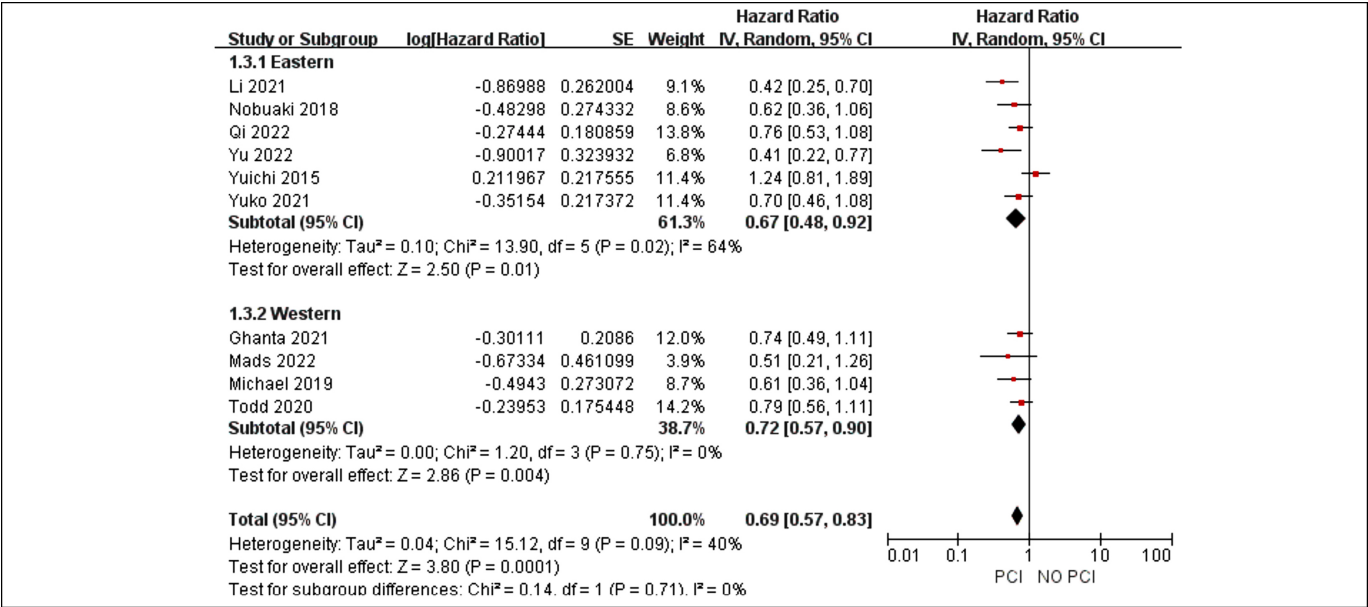 Hazard Ratio Hazard Ratio
Study or Subgroup log[Hazard Ratio] SE Weight IV, Random, 95% CI IV, Random, 95% CI
1.3.1 Eastern
Li 2021 -0.86988 0.262004 9.1% 0.42 [0.25, 0.70]
Nobuaki 2018 -0.48298 0.274332 8.6% 0.62 [0.36, 1.06]
Qi 2022 -0.27444 0.180859 13.8% 0.76 [0.53, 1.08]
Yu 2022 -0.90017 0.323932 6.8% 0.41 [0.22, 0.77]
Yuichi 2015 0.211967 0.217555 11.4% 1.24 [0.81, 1.89]
Yuko 2021 -0.35154 0.217372 11.4% 0.70 [0.46, 1.08]
Subtotal (95% CI) 61.3% 0.67 [0.48, 0.92]
Heterogeneity: Tau² = 0.10; Chi² = 13.90, df = 5 (P = 0.02); I² = 64%
Test for overall effect: Z = 2.50 (P = 0.01)
1.3.2 Western
Ghanta 2021 -0.30111 0.2086 12.0% 0.74 [0.49, 1.11]
Mads 2022 -0.67334 0.461099 3.9% 0.51 [0.21, 1.26]
Michael 2019 -0.4943 0.273072 8.7% 0.61 [0.36, 1.04]
Todd 2020 -0.23953 0.175448 14.2% 0.79 [0.56, 1.11]
Subtotal (95% CI) 38.7% 0.72 [0.57, 0.90]
Heterogeneity: Tau² = 0.00; Chi² = 1.20, df = 3 (P = 0.75); I² = 0%
Test for overall effect: Z = 2.86 (P = 0.004)
Total (95% CI) 100.0% 0.69 [0.57, 0.83]
Heterogeneity: Tau² = 0.04; Chi² = 15.12, df = 9 (P = 0.09); I² = 40%
Test for overall effect: Z = 3.80 (P = 0.0001)
Test for subgroup differences: Chi² = 0.14, df = 1 (P = 0.71), I² = 0%
0.01 0.1 1 10 100
PCI NO PCI